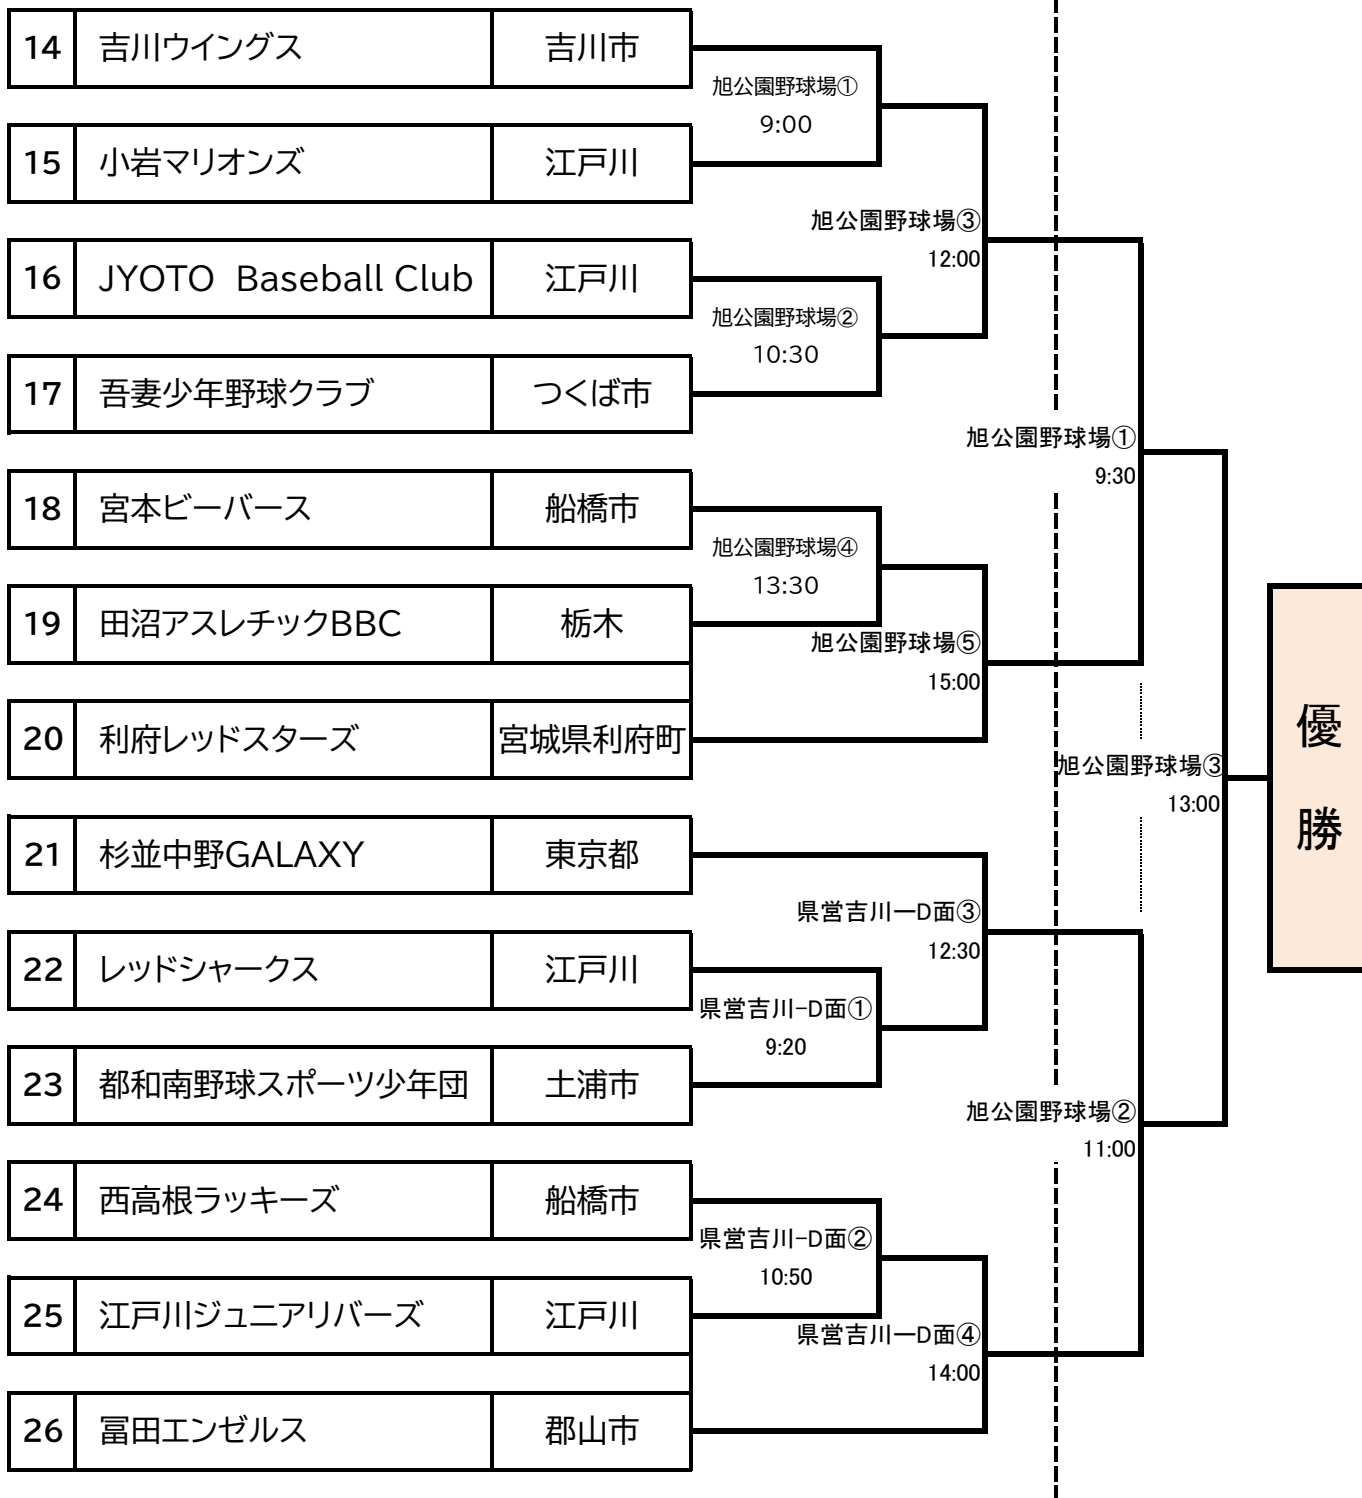 14 吉川ウイングス 吉川市
旭公園野球場①
9:00
15 小岩マリオンズ 江戸川
旭公園野球場③
12:00
16 JYOTO Baseball Club 江戸川
旭公園野球場②
10:30
17 吾妻少年野球クラブ つくば市
旭公園野球場①
9:30
18 宮本ビーバース 船橋市
旭公園野球場④
13:30
19 田沼アスレチックBBC 栃木
旭公園野球場⑤
15:00
20 利府レッドスターズ 宮城県利府町
旭公園野球場③
13:00
優
勝
21 杉並中野GALAXY 東京都
県営吉川ーD面③
12:30
22 レッドシャークス 江戸川
県営吉川-D面①
9:20
23 都和南野球スポーツ少年団 土浦市
旭公園野球場②
11:00
24 西高根ラッキーズ 船橋市
県営吉川-D面②
10:50
25 江戸川ジュニアリバーズ 江戸川
県営吉川ーD面④
14:00
26 冨田エンゼルス 郡山市